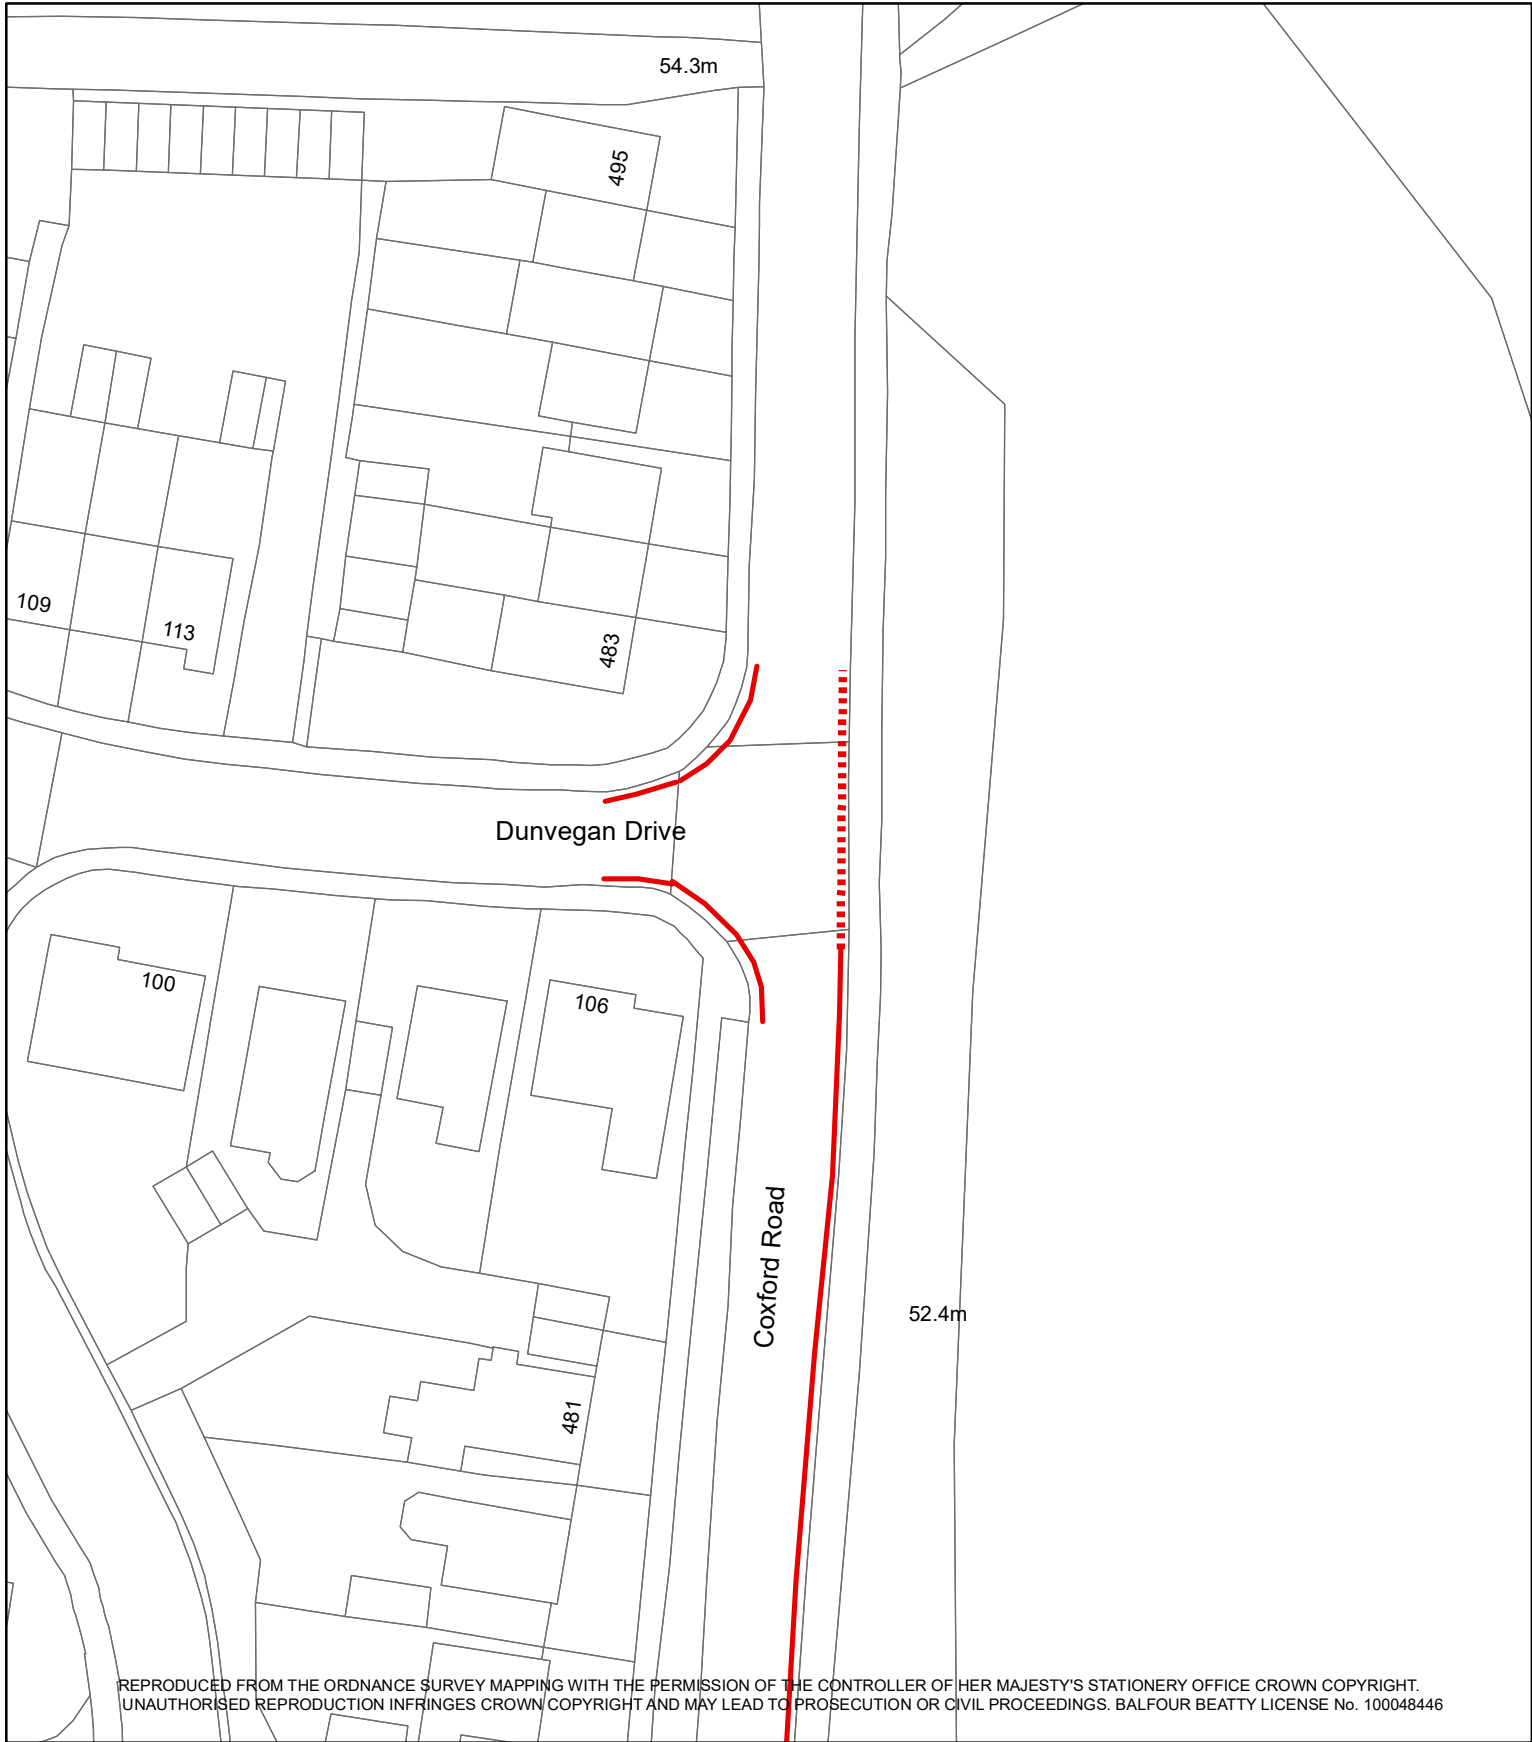 54.3m
495
109
113
483
Dunvegan Drive
100
106
Coxford Road
52.4m
481
REPRODUCED FROM THE ORDNANCE SURVEY MAPPING WITH THE PERMISSION OF THE CONTROLLER OF HER MAJESTY'S STATIONERY OFFICE CROWN COPYRIGHT.
UNAUTHORISED REPRODUCTION INFRINGES CROWN COPYRIGHT AND MAY LEAD TO PROSECUTION OR CIVIL PROCEEDINGS. BALFOUR BEATTY LICENSE No. 100048446